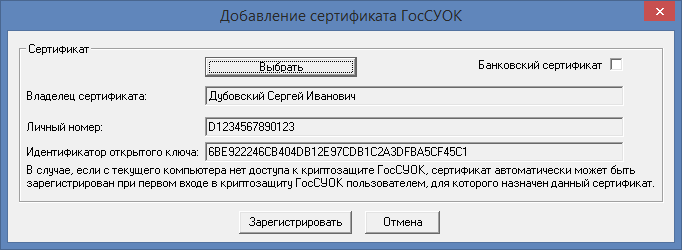 Добавление сертификата ГосСУОК
Сертификат
Выбрать
Банковский сертификат
Владелец сертификата:
Дубовский Сергей Иванович
Личный номер:
D1234567890123
Идентификатор открытого ключа:
6BE922246CB404DB12E97CDB1C2A3DFBA5CF45C1
В случае, если с текущего компьютера нет доступа к криптозащите ГосСУОК, сертификат автоматически может быть
зарегистрирован при первом входе в криптозащиту ГосСУОК пользователем, для которого назначен данный сертификат.
Зарегистрировать
Отмена